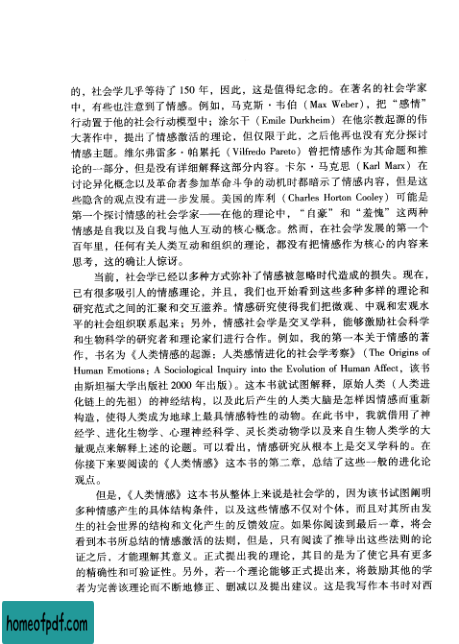 的，社会学几乎等待了 150 年，因此，这是值得纪念的。在著名的社会学家
中，有些也注意到了情感。例如，马克斯·韦伯（Max Weber），把“感情”
行动置于他的社会行动模型中；涂尔干（Emile Durkheim）在他宗教起源的伟
大著作中，提出了情感激活的理论，但仅限于此，之后他再也没有充分探讨
情感主题。维尔弗雷多·帕累托（Vilfredo Pareto）曾把情感作为其命题和推
论的一部分，但是没有详细解释这部分内容。卡尔·马克思（Karl Marx）在
讨论异化概念以及革命者参加革命斗争的动机时都暗示了情感内容，但是这
些隐含的观点没有进一步发展。美国的库利（Charles Horton Cooley）可能是
第一个探讨情感的社会学家——在他的理论中，“自豪”和“羞愧”这两种
情感是自我以及自我与他人互动的核心概念。然而，在社会学发展的第一个
百年里，任何有关人类互动和组织的理论，都没有把情感作为核心的内容来
思考，这的确让人惊讶。
当前，社会学已经以多种方式弥补了情感被忽略时代造成的损失。现在，
已有很多吸引人的情感理论，并且，我们也开始看到这些多种多样的理论和
研究范式之间的汇聚和交互滋养。情感研究使得我们把微观、中观和宏观水
平的社会组织联系起来；另外，情感社会学是交叉学科，能够激励社会科学
和生物科学的研究者和理论家们进行合作。例如，我的第一本关于情感的著
作，书名为《人类情感的起源：人类感情进化的社会学考察》（The Origins of
Human Emotions: A Sociological Inquiry into the Evolution of Human Affect，该书
由斯坦福大学出版社 2000 年出版）。这本书就试图解释，原始人类（人类进
化链上的先祖）的神经结构，以及此后产生的人类大脑是怎样因情感而重新
构造，使得人类成为地球上最具情感特性的动物。在此书中，我就借用了神
经学、进化生物学、心理神经科学、灵长类动物学以及来自生物人类学的大
量观点来解释上述的论题。可以看出，情感研究从根本上是交叉学科的。在
你接下来要阅读的《人类情感》这本书的第二章，总结了这些一般的进化论
观点。
但是，《人类情感》这本书从整体上来说是社会学的，因为该书试图阐明
多种情感产生的具体结构条件，以及这些情感不仅对个体，而且对其所由发
生的社会世界的结构和文化产生的反馈效应。如果你阅读到最后一章，将会
看到本书所总结的情感激活的法则，但是，只有阅读了推导出这些法则的论
证之后，才能理解其意义。正式提出我的理论，其目的是为了使它具有更多
的精确性和可验证性。另外，若一个理论能够正式提出来，将鼓励其他的学
者为完善该理论而不断地修正、删减以及提出建议。这是我写作本书时对西
homeofpdf.com